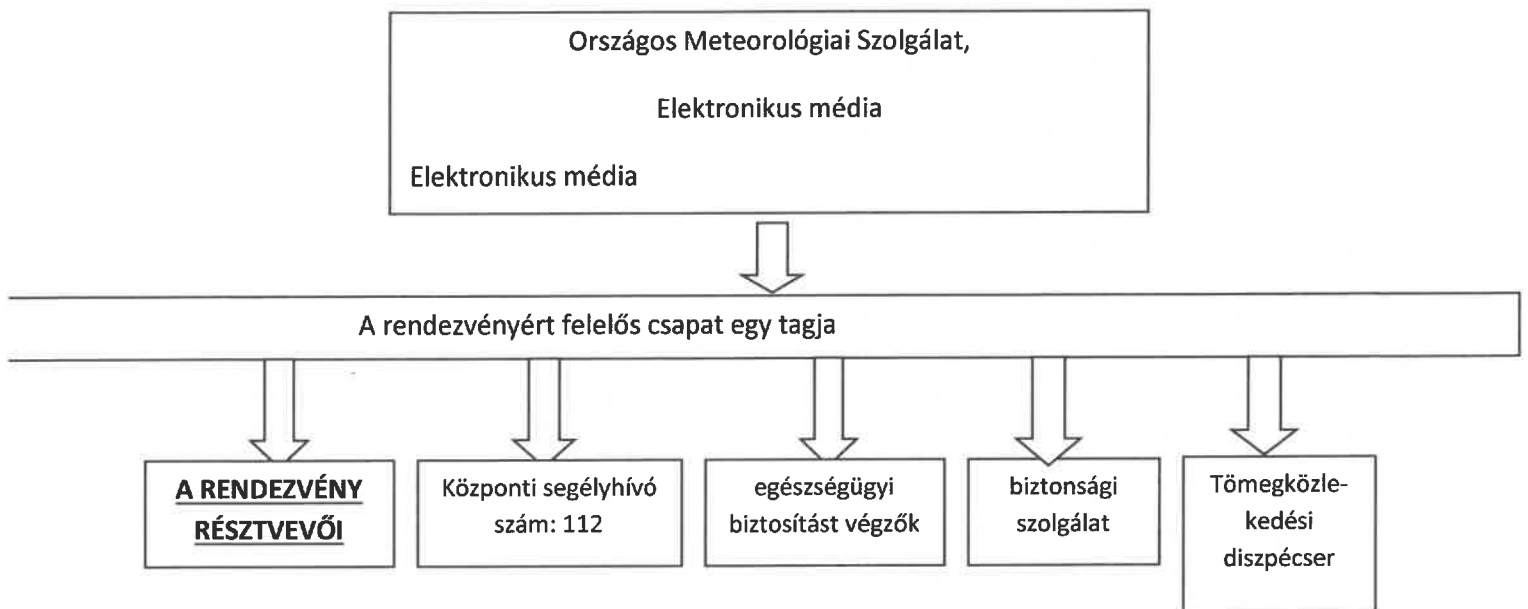 Országos Meteorológiai Szolgálat,
Elektronikus média
Elektronikus média
A rendezvényért felelős csapat egy tagja
A RENDEZVÉNY
RÉSZTVEVŐI
Központi segélyhívó
szám: 112
egészségügyi
biztosítást végzők
biztonsági
szolgálat
Tömegközle-
kedési
diszpécser